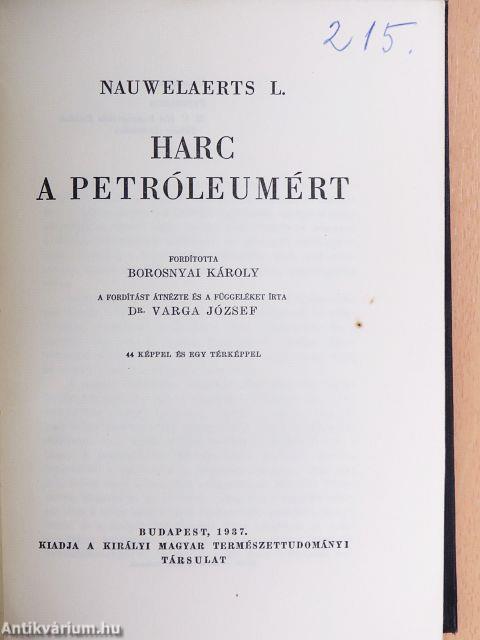 215.
NAUWELAERTS L.
HARC
A PETRÓLEUMÉRT
FORDÍTOTTA
BOROSNYAI KÁROLY
A FORDÍTÁST ÁTNÉZTE ÉS A FÜGGELÉKET ÍRTA
DR. VARGA JÓZSEF
44 KÉPPEL ÉS EGY TÉRKÉPPEL
BUDAPEST, 1937.
KIADJA A KIRÁLYI MAGYAR TERMÉSZETTUDOMÁNYI
TÁRSULAT
Antikvárium.hu